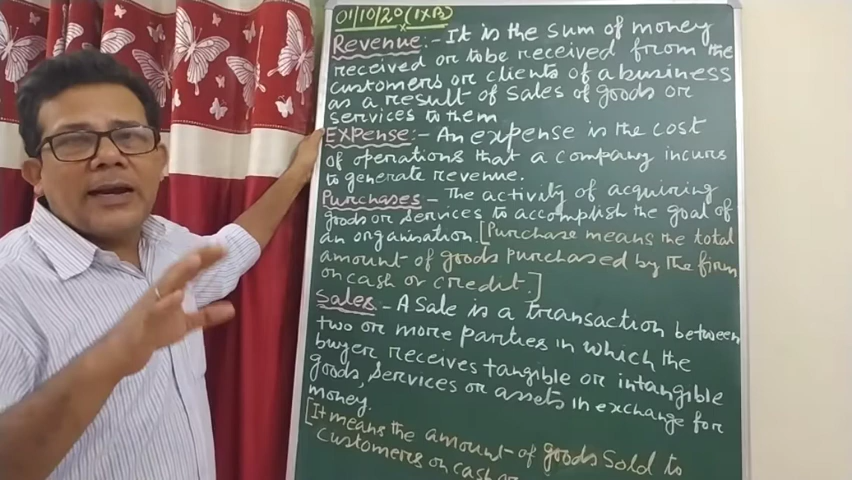 01/10/20 (IXB)
Revenue:- It is the sum of money
received or to be received from the
customers or clients of a business
as a result of sales of goods or
services to them
Expense:- An expense is the cost
of operations that a company incurs
to generate revenue.
Purchases - The activity of acquiring
goods or services to accomplish the goal of
an organisation. [Purchase means the total
amount of goods purchased by the firm
on cash or credit.]
Sales - A sale is a transaction between
two or more parties in which the
buyer receives tangible or intangible
goods, services or assets in exchange for
money.
[It means the amount of goods sold to
customers on cash or